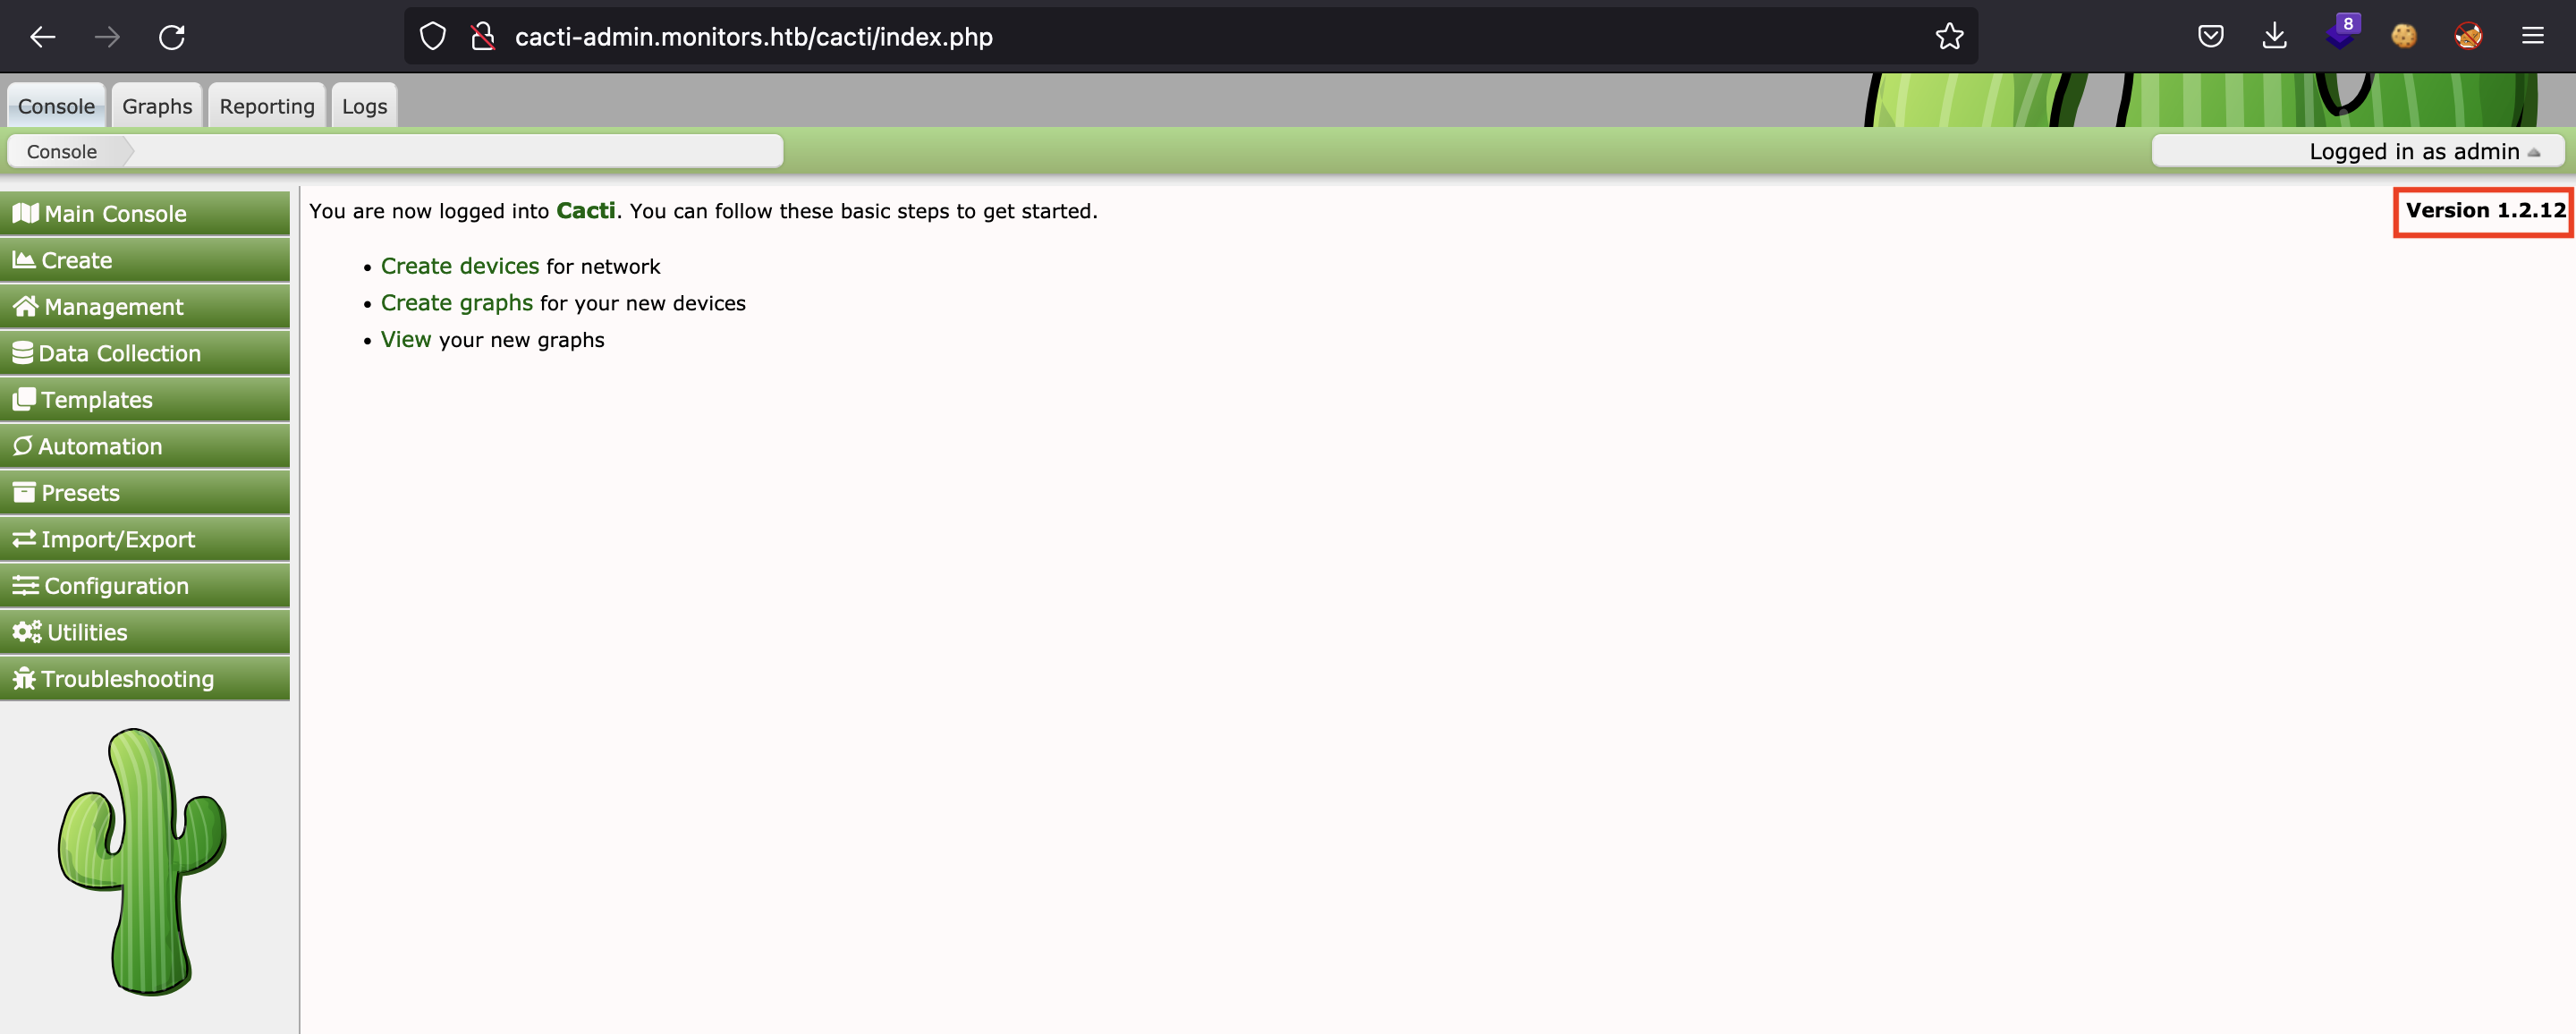 cacti-admin.monitors.htb/cacti/index.php
8
Console Graphs Reporting Logs
Console
Logged in as admin
Main Console
Create
Management
Data Collection
Templates
Automation
Presets
Import/Export
Configuration
Utilities
Troubleshooting
You are now logged into Cacti. You can follow these basic steps to get started.
Version 1.2.12
• Create devices for network
• Create graphs for your new devices
• View your new graphs